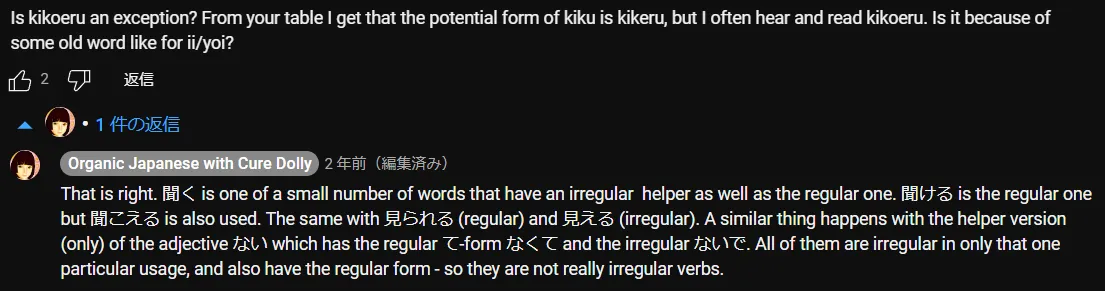 Is kikoeru an exception? From your table I get that the potential form of kiku is kikeru, but I often hear and read kikoeru. Is it because of
some old word like for ii/yoi?
2 返信
• 1 件の返信
Organic Japanese with Cure Dolly 2 年前（編集済み）
That is right. 聞く is one of a small number of words that have an irregular helper as well as the regular one. 聞ける is the regular one
but 聞こえる is also used. The same with 見られる (regular) and 見える (irregular). A similar thing happens with the helper version
(only) of the adjective ない which has the regular て-form なくて and the irregular ないで. All of them are irregular in only that one
particular usage, and also have the regular form - so they are not really irregular verbs.